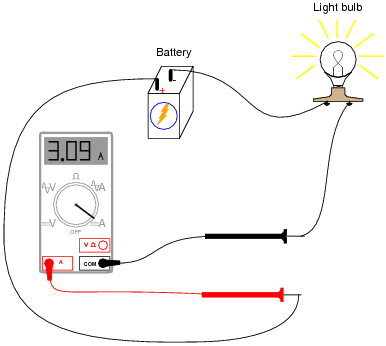 Light bulb
Battery
-
+
3.09 A
Ω
V A
V A
OFF
V Ω
A
COM